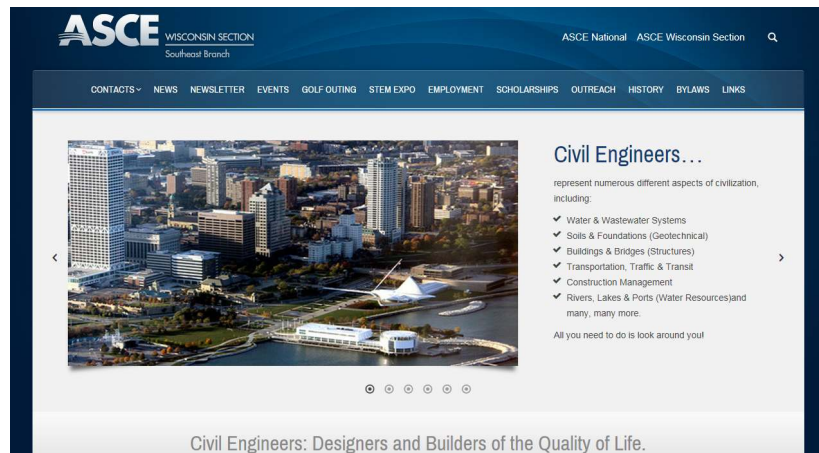 ASCE WISCONSIN SECTION
Southeast Branch
ASCE National ASCE Wisconsin Section
CONTACTS NEWS NEWSLETTER EVENTS GOLF OUTING STEM EXPO EMPLOYMENT SCHOLARSHIPS OUTREACH HISTORY BYLAWS LINKS
Civil Engineers...
represent numerous different aspects of civilization,
including:
Water & Wastewater Systems
Soils & Foundations (Geotechnical)
Buildings & Bridges (Structures)
Transportation, Traffic & Transit
Construction Management
Rivers, Lakes & Ports (Water Resources)and
many, many more.
All you need to do is look around you!
Civil Engineers: Designers and Builders of the Quality of Life.